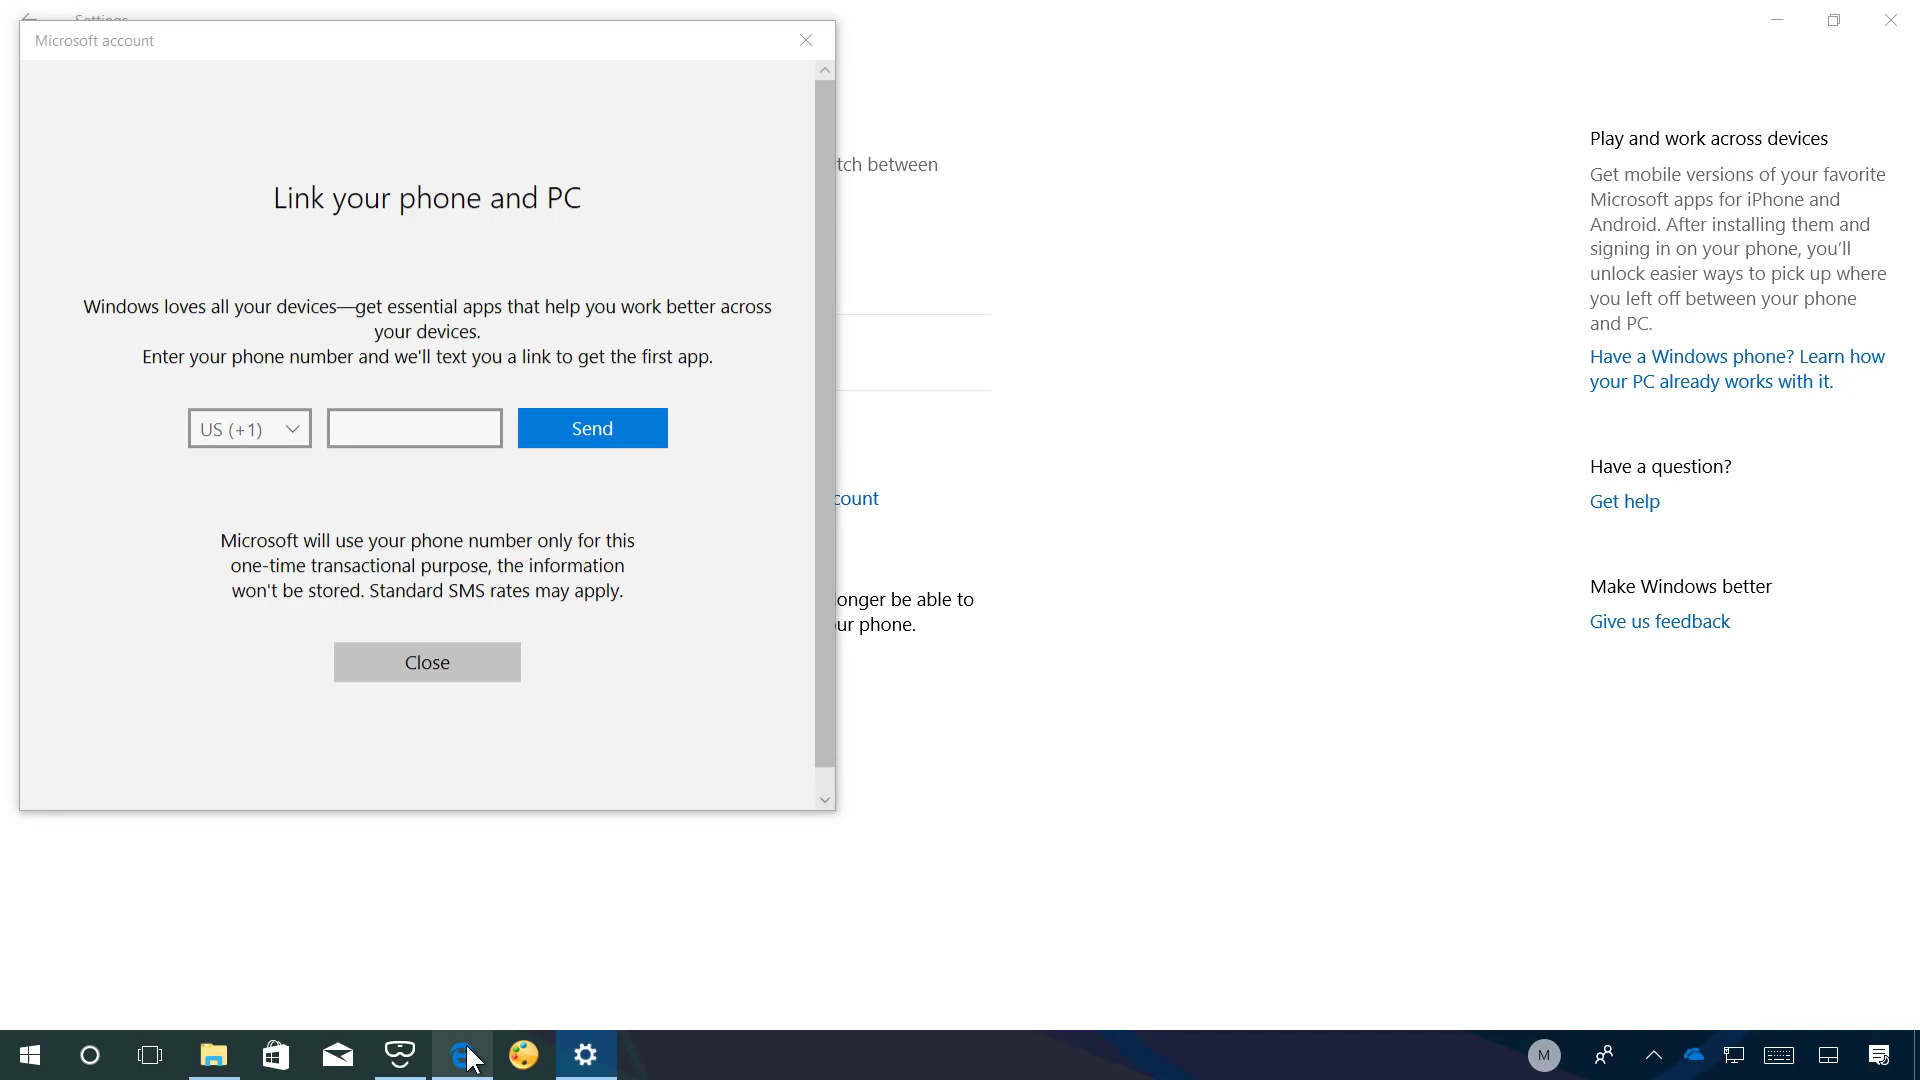 Settings
Microsoft account
Link your phone and PC
Windows loves all your devices—get essential apps that help you work better across
your devices.
Enter your phone number and we'll text you a link to get the first app.
US (+1)
Send
Microsoft will use your phone number only for this
one-time transactional purpose, the information
won't be stored. Standard SMS rates may apply.
Close
tch between
count
onger be able to
ur phone.
Play and work across devices
Get mobile versions of your favorite
Microsoft apps for iPhone and
Android. After installing them and
signing in on your phone, you'll
unlock easier ways to pick up where
you left off between your phone
and PC.
Have a Windows phone? Learn how
your PC already works with it.
Have a question?
Get help
Make Windows better
Give us feedback
M